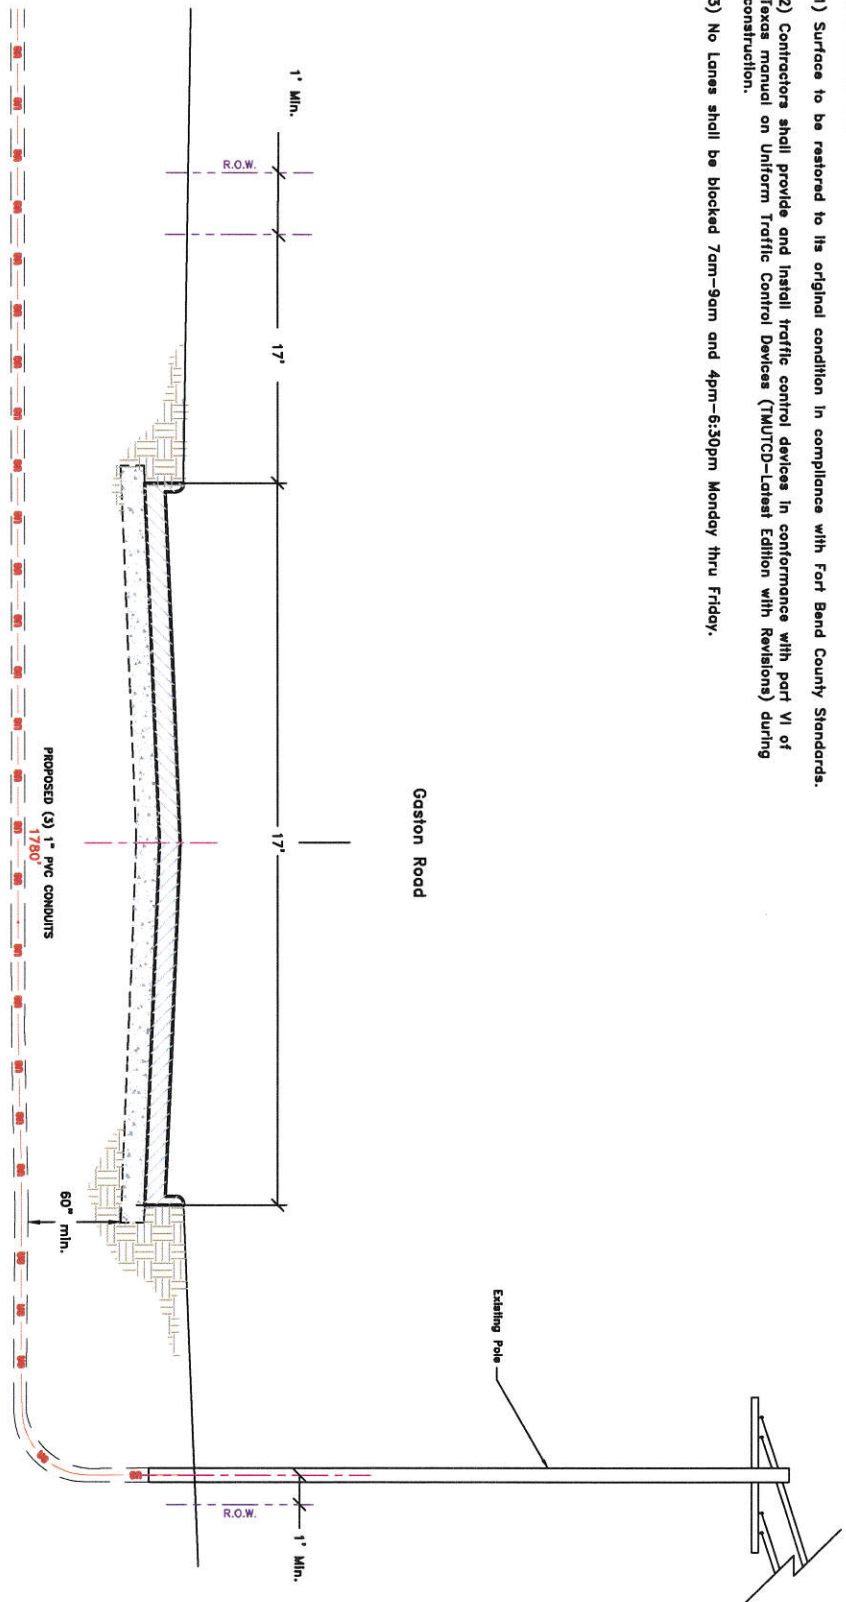 1) Surface to be restored to its original condition in compliance with Fort Bend County Standards.
2) Contractors shall provide and install traffic control devices in conformance with part VI of
Texas manual on Uniform Traffic Control Devices (TMUTCD-Latest Edition with Revisions) during
construction.
3) No Lanes shall be blocked 7am-9am and 4pm-6:30pm Monday thru Friday.
Gaston Road
Existing Pole
1' Min.
17'
17'
1' Min.
R.O.W.
R.O.W.
60" min.
PROPOSED (3) 1" PVC CONDUITS
1780'